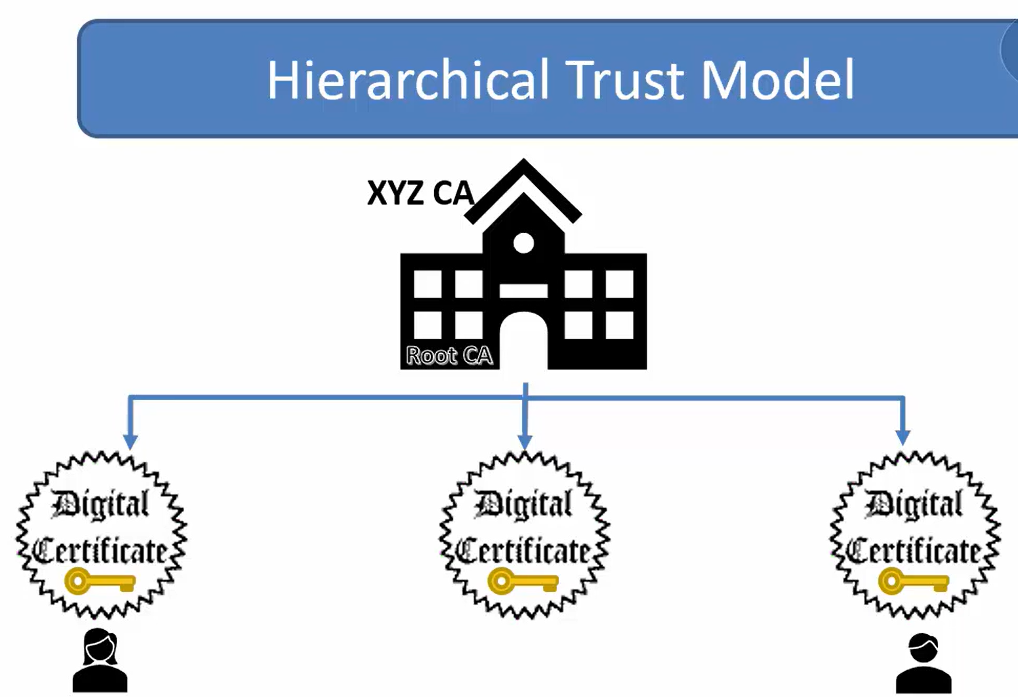 Hierarchical Trust Model
XYZ CA
Root CA
Digital
Certificate
Digital
Certificate
Digital
Certificate